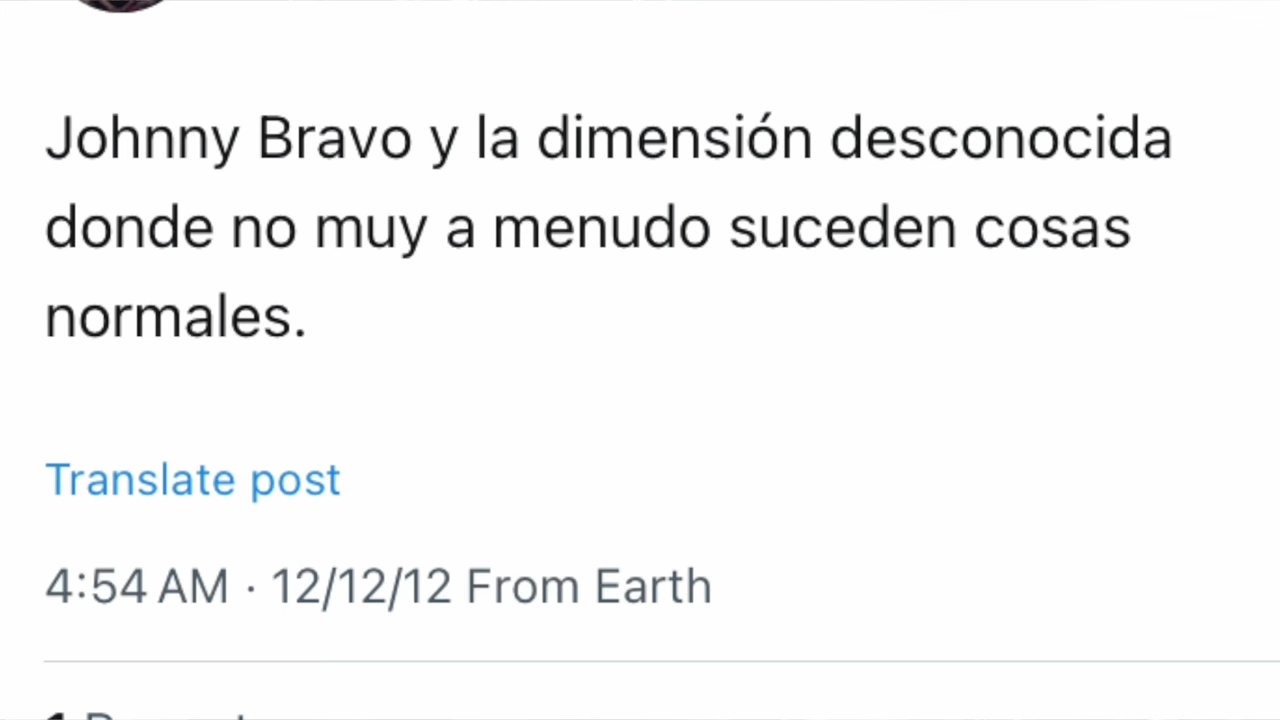 Johnny Bravo y la dimensión desconocida
donde no muy a menudo suceden cosas
normales.
Translate post
4:54 AM · 12/12/12 From Earth